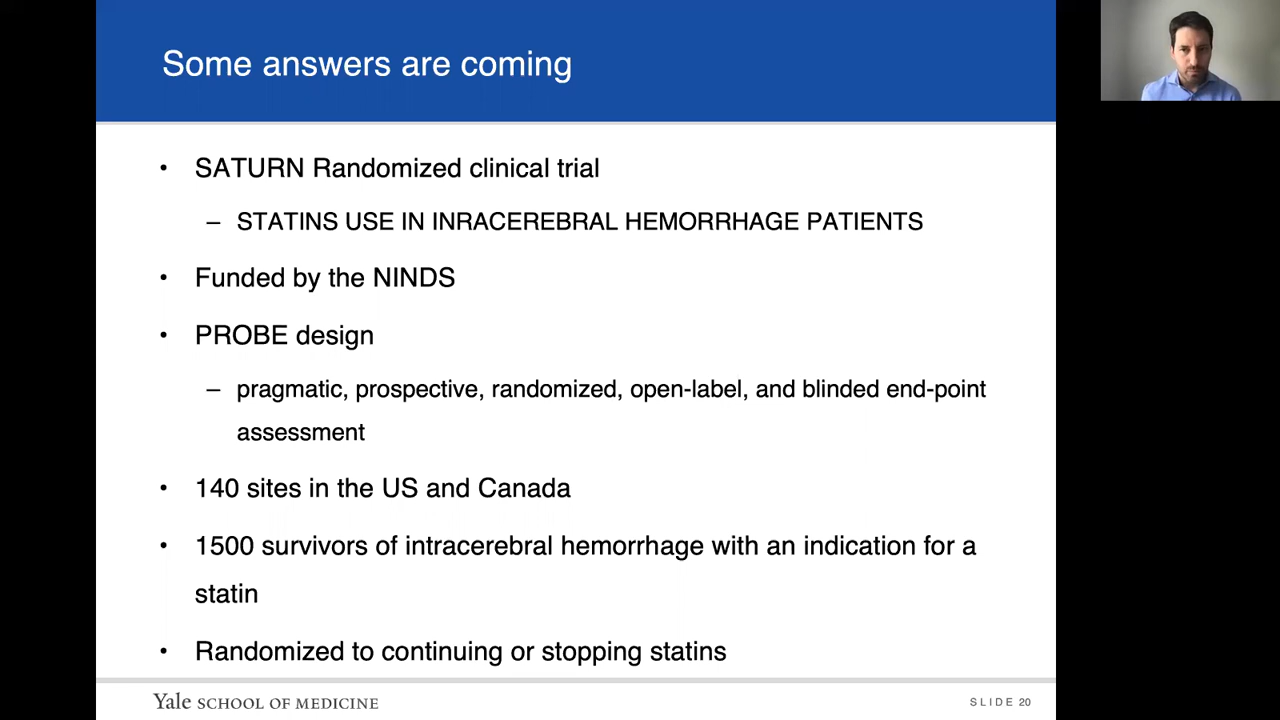 Some answers are coming
• SATURN Randomized clinical trial
– STATINS USE IN INRACEREBRAL HEMORRHAGE PATIENTS
• Funded by the NINDS
• PROBE design
– pragmatic, prospective, randomized, open-label, and blinded end-point
assessment
• 140 sites in the US and Canada
• 1500 survivors of intracerebral hemorrhage with an indication for a
statin
• Randomized to continuing or stopping statins
Yale SCHOOL OF MEDICINE
SLIDE 20